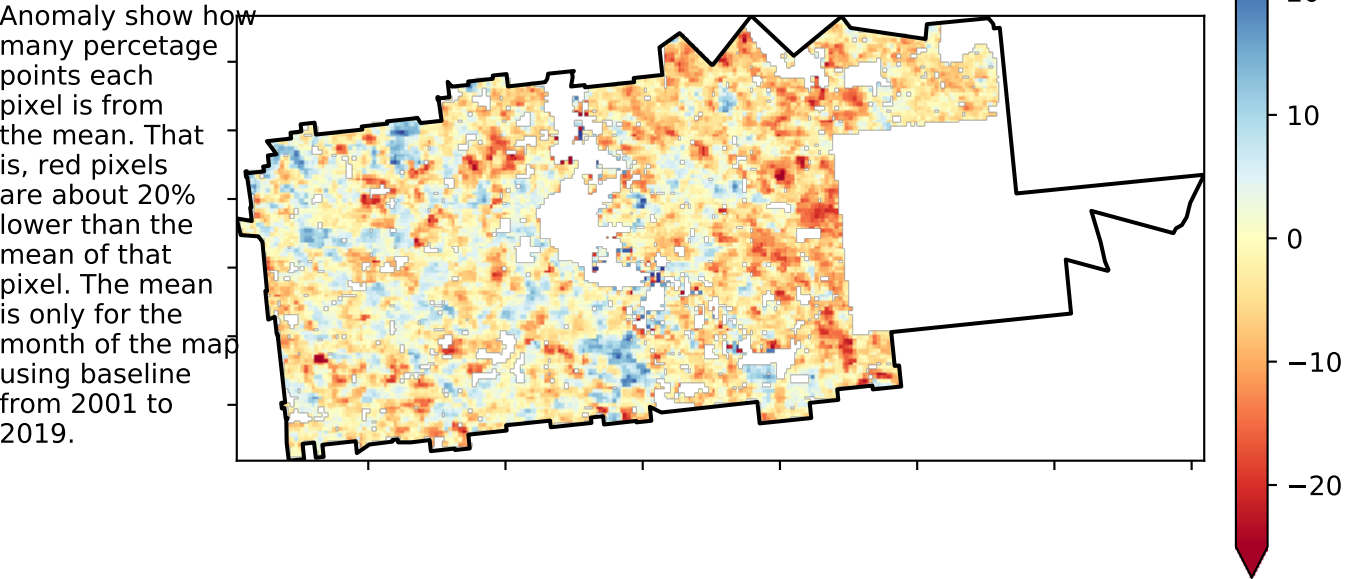 Anomaly show how
many percetage
points each
pixel is from
the mean. That
is, red pixels
are about 20%
lower than the
mean of that
pixel. The mean
is only for the
month of the map
using baseline
from 2001 to
2019.
10
0
−10
−20